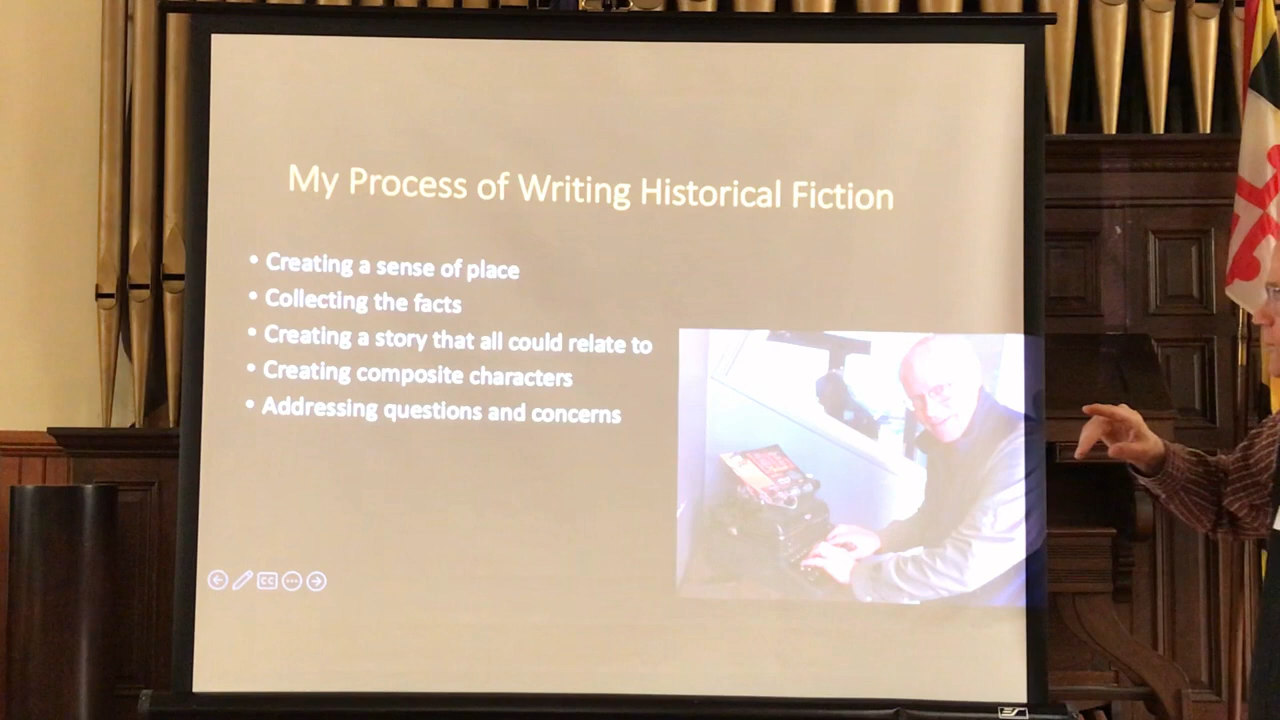 My Process of Writing Historical Fiction
• Creating a sense of place
• Collecting the facts
• Creating a story that all could relate to
• Creating composite characters
• Addressing questions and concerns
CC